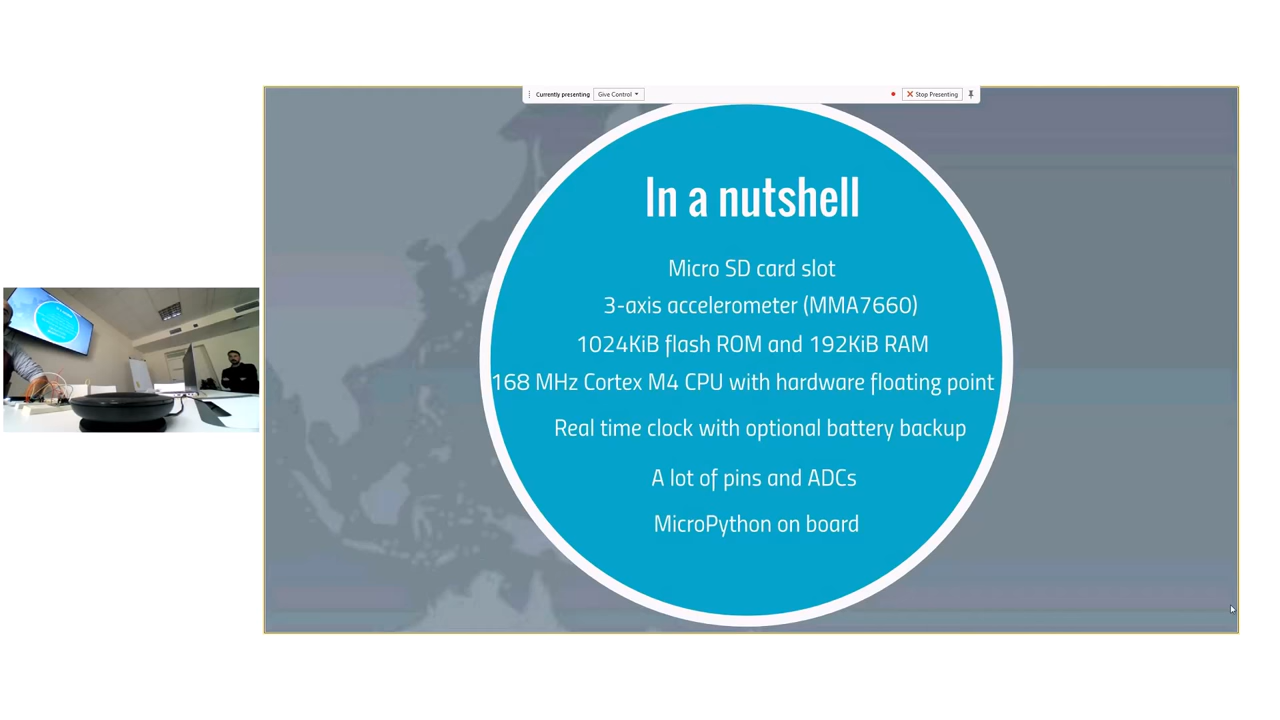 Currently presenting
Give Control
Stop Presenting
In a nutshell
Micro SD card slot
3-axis accelerometer (MMA7660)
1024KiB flash ROM and 192KiB RAM
168 MHz Cortex M4 CPU with hardware floating point
Real time clock with optional battery backup
A lot of pins and ADCs
MicroPython on board